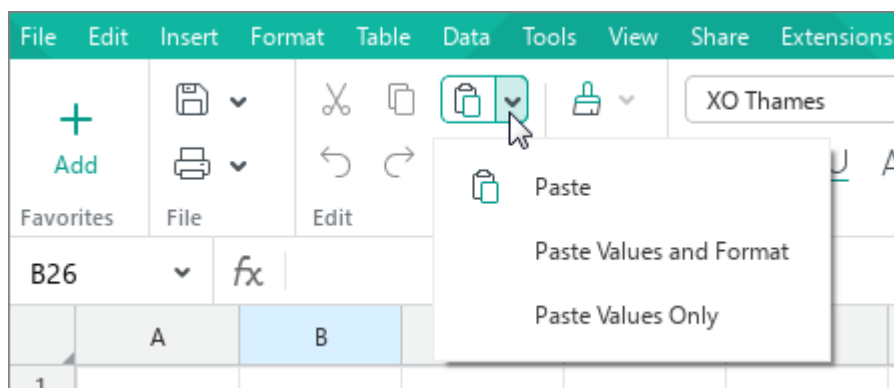 File Edit Insert Format Table Data Tools View Share Extensions
XO Thames
Add
Favorites File Edit
Paste
Paste Values and Format
Paste Values Only
B26 fx
A B
1